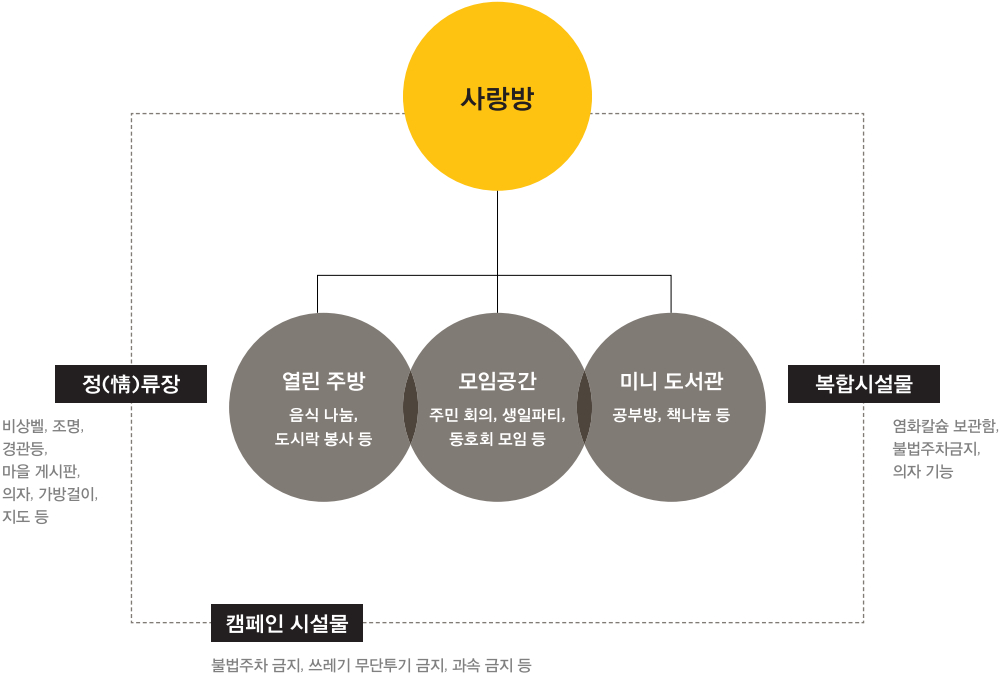 사랑방
열린 주방
음식 나눔,
도시락 봉사 등
모임공간
주민 회의, 생일파티,
동호회 모임 등
미니 도서관
공부방, 책나눔 등
정(情)류장
비상벨, 조명,
경관등,
마을 게시판,
의자, 가방걸이,
지도 등
복합시설물
염화칼슘 보관함,
불법주차금지,
의자 기능
캠페인 시설물
불법주차 금지, 쓰레기 무단투기 금지, 과속 금지 등